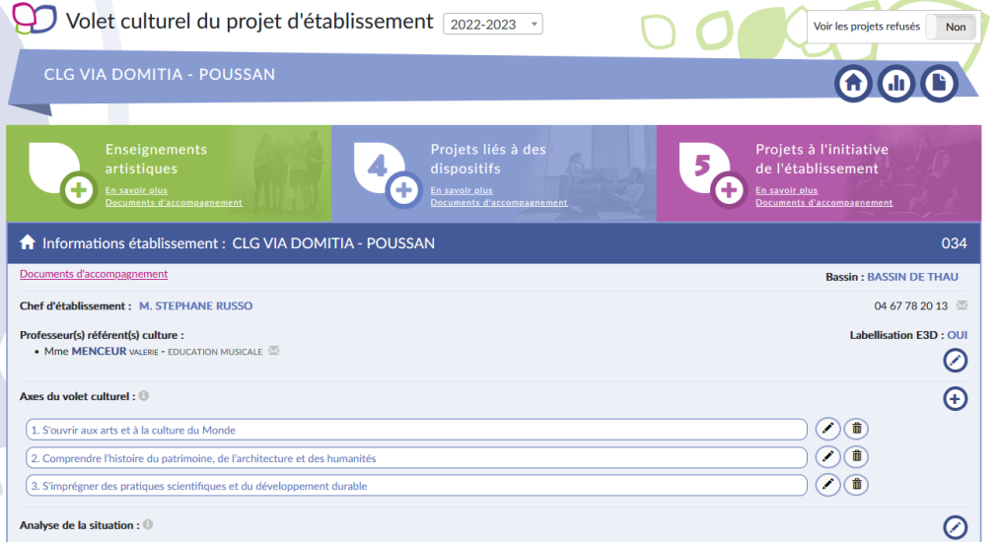 Volet culturel du projet d'établissement 2022-2023
Voir les projets refusés Non
CLG VIA DOMITIA - POUSSAN
Enseignements
artistiques
En savoir plus
Documents d'accompagnement
4
Projets liés à des
dispositifs
En savoir plus
Documents d'accompagnement
5
Projets à l'initiative
de l'établissement
En savoir plus
Documents d'accompagnement
Informations établissement : CLG VIA DOMITIA - POUSSAN 034
Documents d'accompagnement Bassin : BASSIN DE THAU
Chef d'établissement : M. STEPHANE RUSSO 04 67 78 20 13
Professeur(s) référent(s) culture : Labellisation E3D : OUI
• Mme MENCEUR VALERIE - EDUCATION MUSICALE
Axes du volet culturel :
1. S'ouvrir aux arts et à la culture du Monde
2. Comprendre l'histoire du patrimoine, de l'architecture et des humanités
3. S'imprégner des pratiques scientifiques et du développement durable
Analyse de la situation :